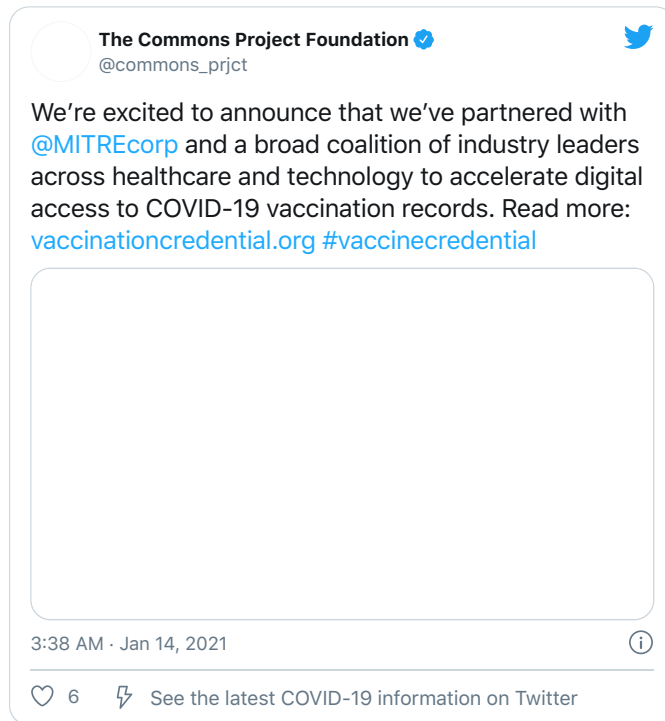 The Commons Project Foundation
@commons_prjct
We’re excited to announce that we’ve partnered with
@MITREcorp and a broad coalition of industry leaders
across healthcare and technology to accelerate digital
access to COVID-19 vaccination records. Read more:
vaccinationcredential.org #vaccinecredential
3:38 AM · Jan 14, 2021
6 See the latest COVID-19 information on Twitter